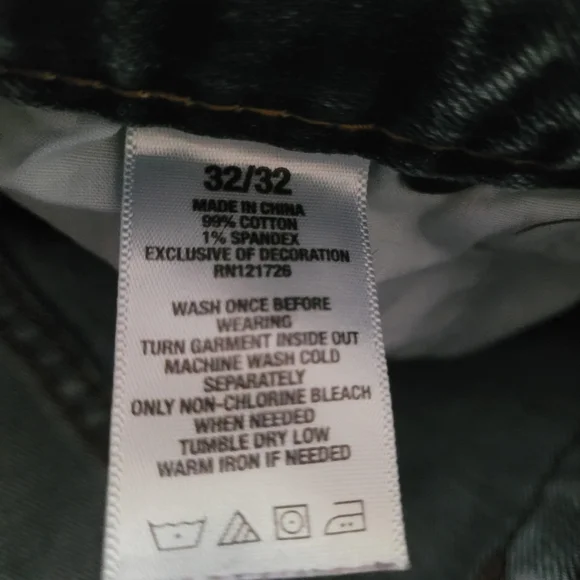 32/32
MADE IN CHINA
99% COTTON
1% SPANDEX
EXCLUSIVE OF DECORATION
RN121726
WASH ONCE BEFORE
WEARING
TURN GARMENT INSIDE OUT
MACHINE WASH COLD
SEPARATELY
ONLY NON-CHLORINE BLEACH
WHEN NEEDED
TUMBLE DRY LOW
WARM IRON IF NEEDED